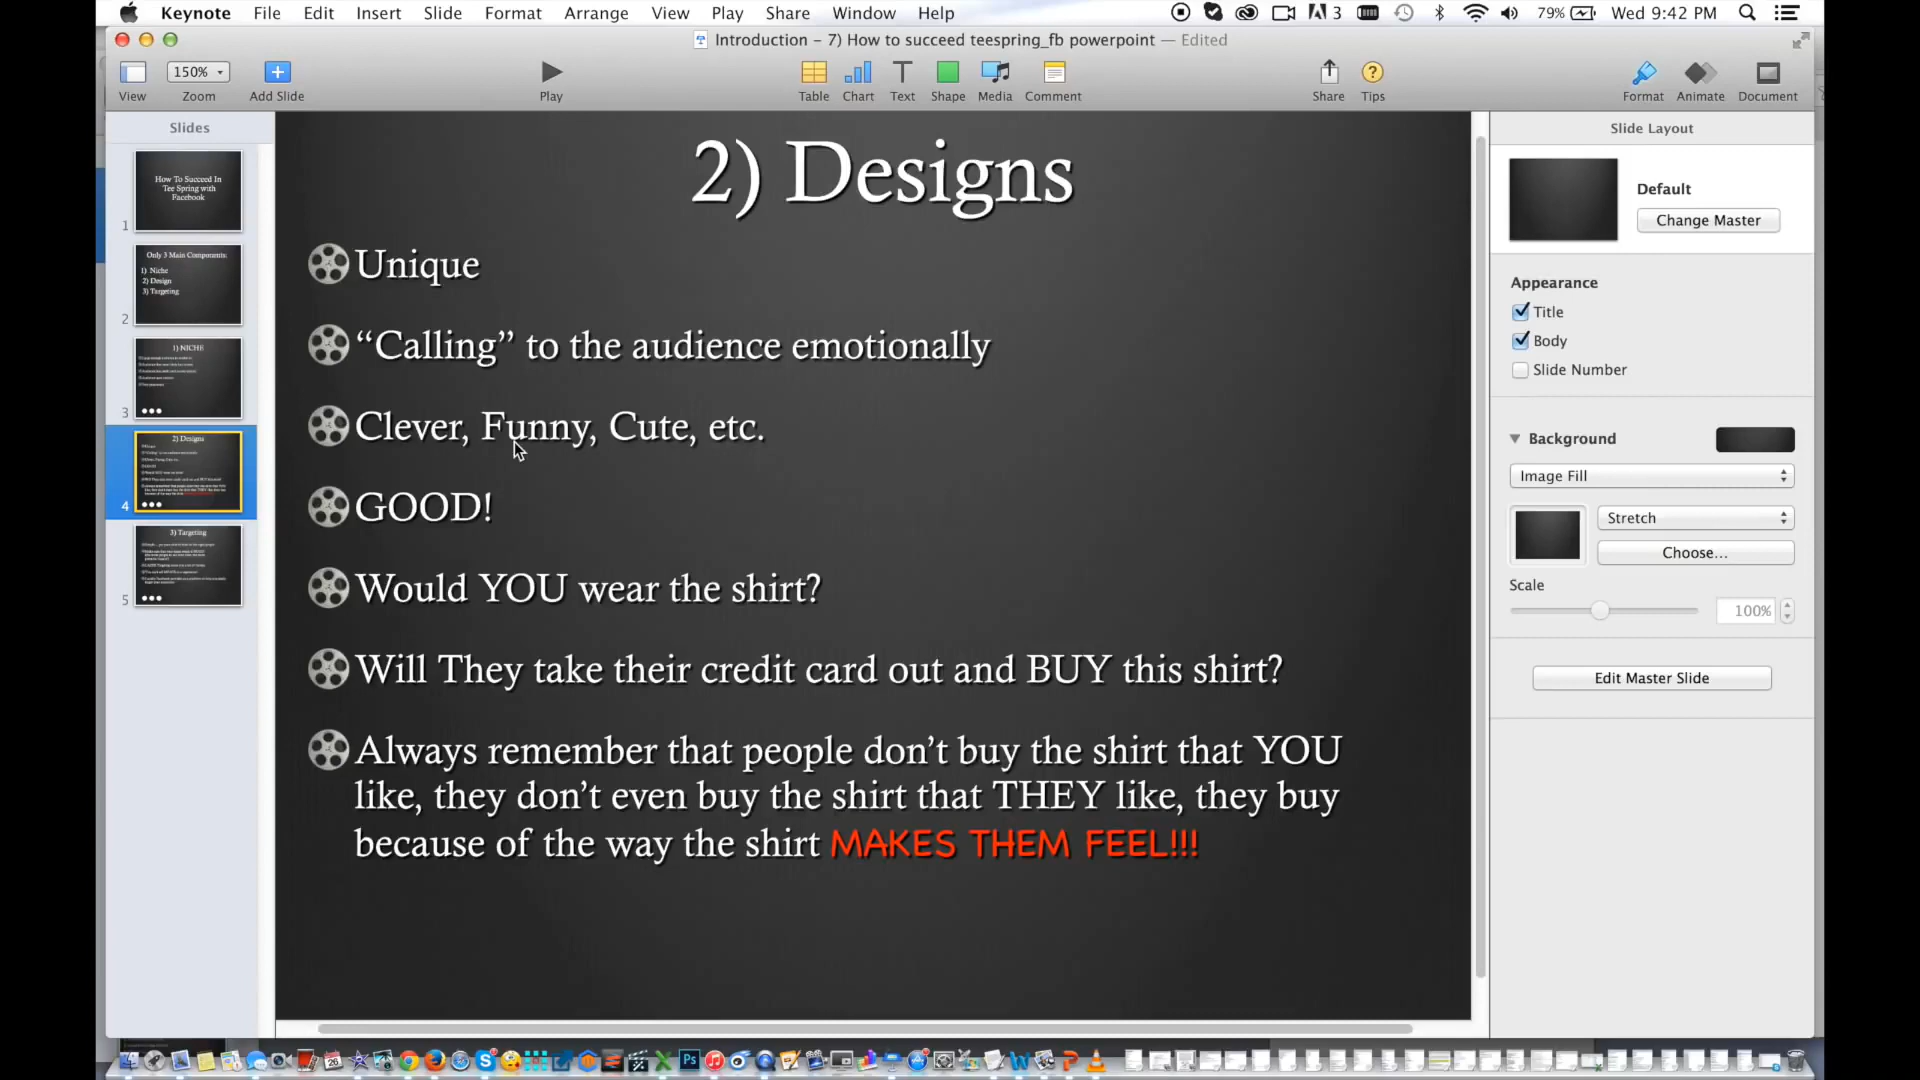 Keynote File Edit Insert Slide Format Arrange View Play Share Window Help 3 79% Wed 9:42 PM
Introduction – 7) How to succeed teespring_fb powerpoint — Edited
150%
View Zoom Add Slide Play Table Chart Text Shape Media Comment Share Tips Format Animate Document
Slides
How To Succeed In
Tee Spring with
Facebook
1
Only 3 Main Componants:
1) Niche
2) Design
3) Targeting
2
1) NICHE
3
2) Designs
4
3) Targeting
5
2) Designs
Unique
“Calling” to the audience emotionally
Clever, Funny, Cute, etc.
GOOD!
Would YOU wear the shirt?
Will They take their credit card out and BUY this shirt?
Always remember that people don’t buy the shirt that YOU
like, they don’t even buy the shirt that THEY like, they buy
because of the way the shirt MAKES THEM FEEL!!!
Slide Layout
Default
Change Master
Appearance
Title
Body
Slide Number
Background
Image Fill
Stretch
Choose...
Scale
100%
Edit Master Slide